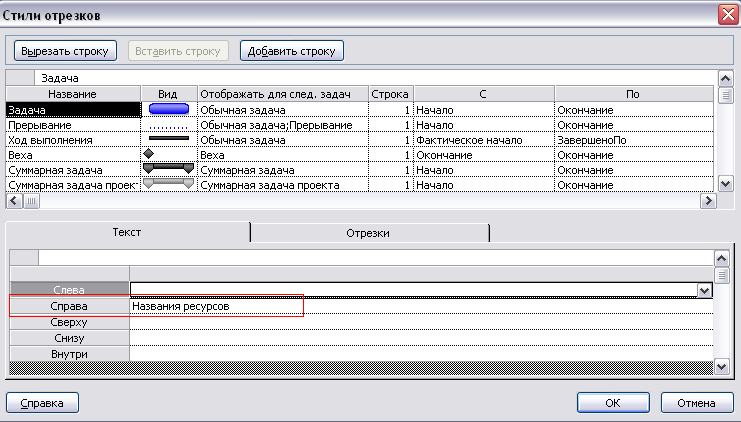 Стили отрезков
Вырезать строку Вставить строку Добавить строку
Задача
Название Вид Отображать для след. задач Строка С По
Задача Обычная задача 1 Начало Окончание
Прерывание Обычная задача;Прерывание 1 Начало Окончание
Ход выполнения Обычная задача 1 Фактическое начало ЗавершеноПо
Веха Веха 1 Окончание Окончание
Суммарная задача Суммарная задача 1 Начало Окончание
Суммарная задача проект Суммарная задача проекта 1 Начало Окончание
Текст Отрезки
Слева
Справа Названия ресурсов
Сверху
Снизу
Внутри
Справка ОК Отмена